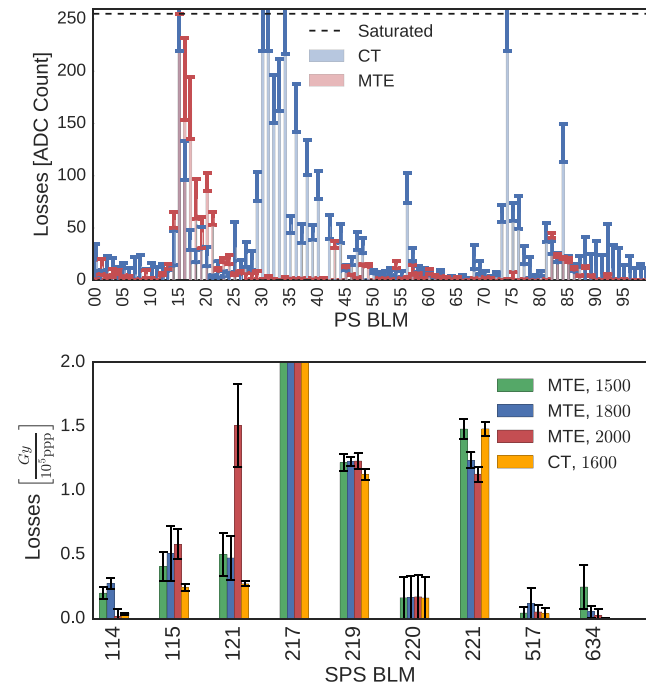 250
200
150
100
50
0
Losses [ADC Count]
Saturated
CT
MTE
00 05 10 15 20 25 30 35 40 45 50 55 60 65 70 75 80 85 90 95
PS BLM
2.0
1.5
1.0
0.5
0.0
Losses [Gy/10⁵ppp]
MTE, 1500
MTE, 1800
MTE, 2000
CT, 1600
114 115 121 217 219 220 221 517 634
SPS BLM